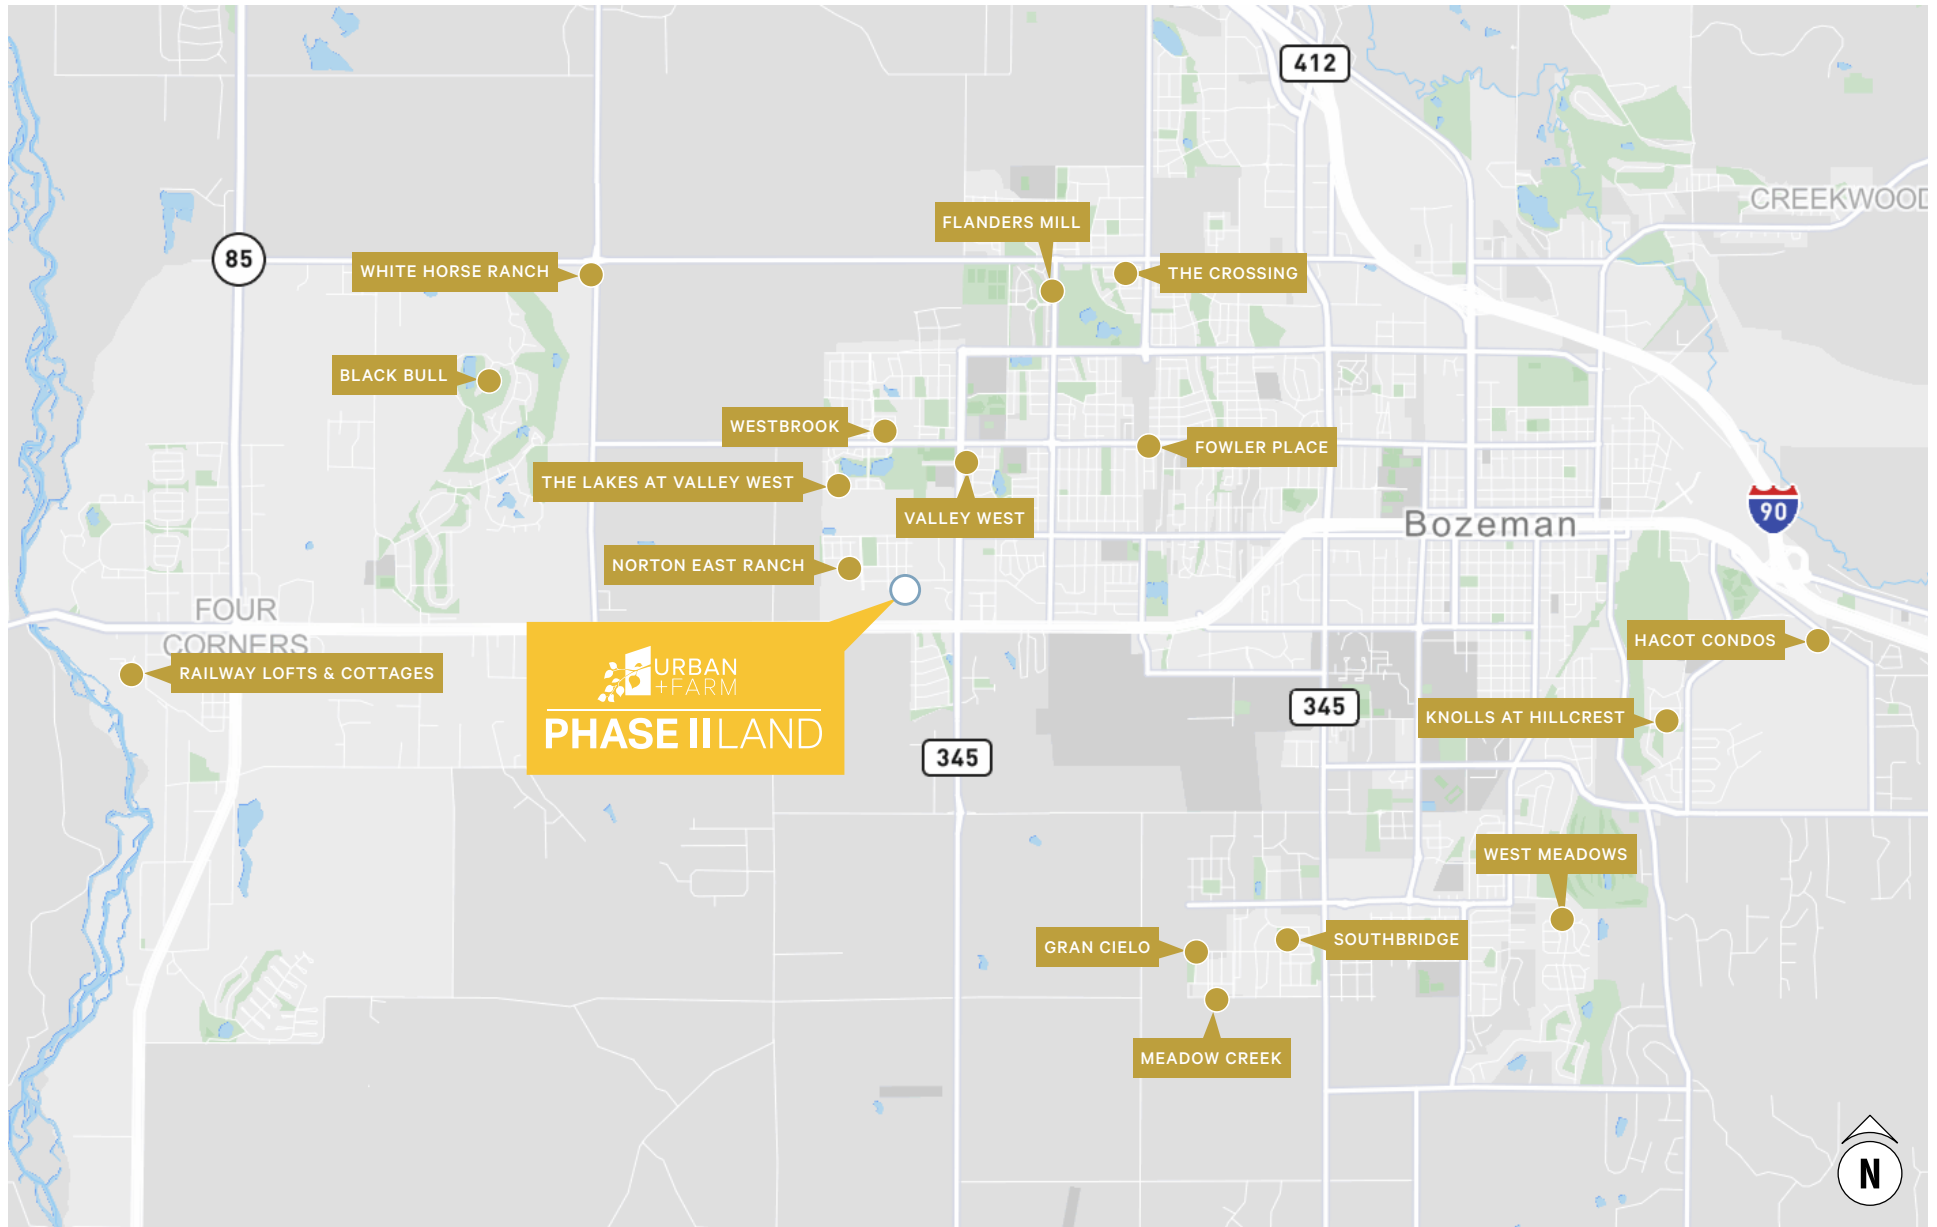 412
CREEKWOOD
FLANDERS MILL
85
WHITE HORSE RANCH
THE CROSSING
BLACK BULL
WESTBROOK
FOWLER PLACE
THE LAKES AT VALLEY WEST
VALLEY WEST
90
Bozeman
NORTON EAST RANCH
FOUR
CORNERS
HACOT CONDOS
RAILWAY LOFTS & COTTAGES
URBAN
+FARM
PHASE II LAND
345
KNOLLS AT HILLCREST
345
WEST MEADOWS
GRAN CIELO
SOUTHBRIDGE
MEADOW CREEK
N